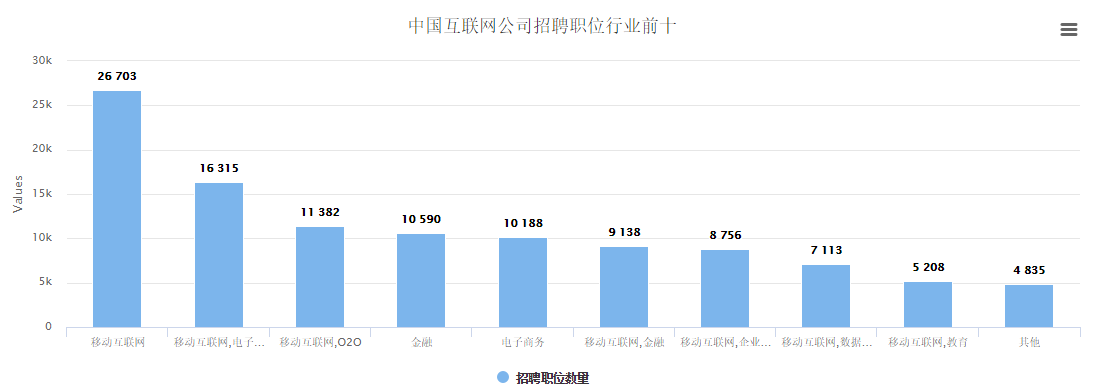 中国互联网公司招聘职位行业前十
30k
25k
20k
15k
10k
5k
0
Values
26 703
16 315
11 382
10 590
10 188
9 138
8 756
7 113
5 208
4 835
移动互联网
移动互联网,电子...
移动互联网,O2O
金融
电子商务
移动互联网,金融
移动互联网,企业...
移动互联网,数据...
移动互联网,教育
其他
招聘职位数量